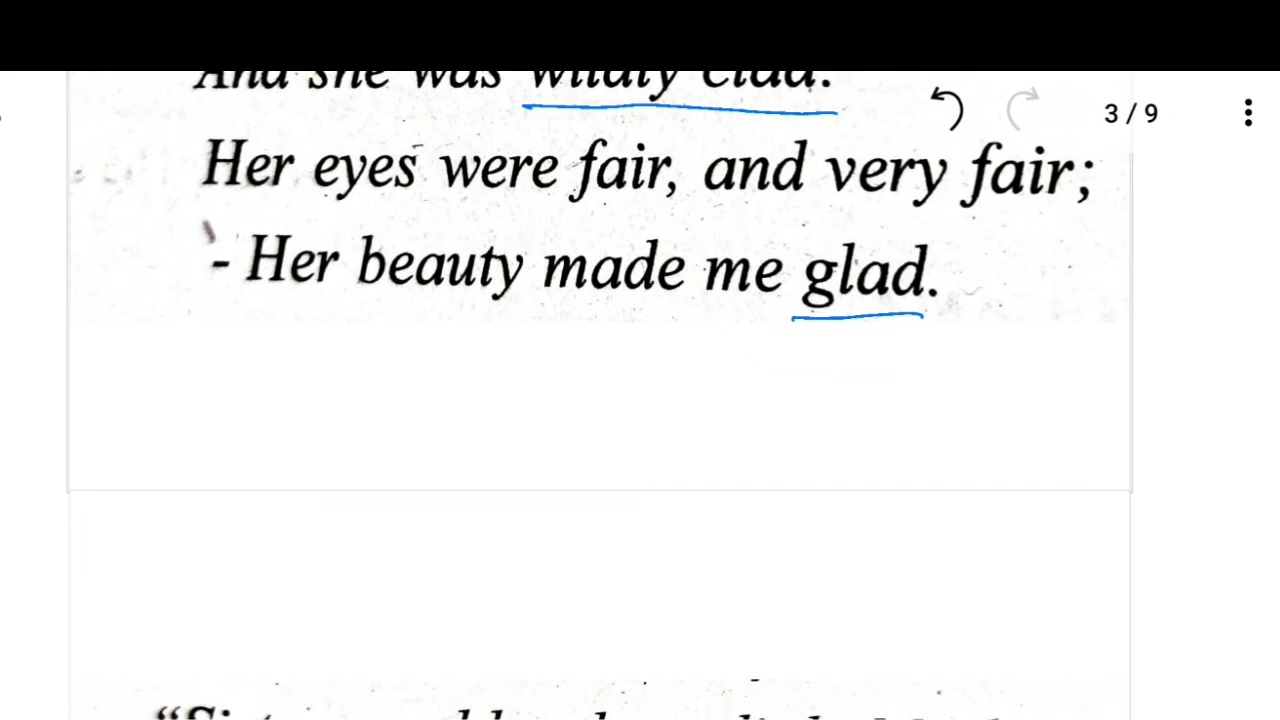 And she was wildly clad:
3 / 9
Her eyes were fair, and very fair;
- Her beauty made me glad.